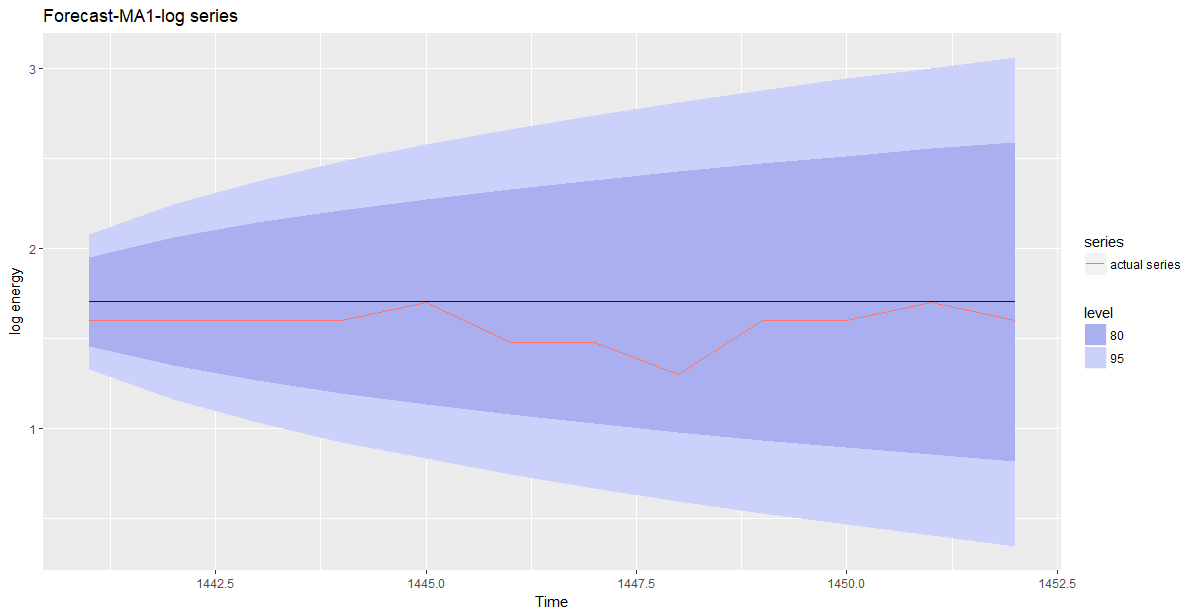 Forecast-MA1-log series
3
2
1
log energy
1442.5
1445.0
1447.5
1450.0
1452.5
Time
series
actual series
level
80
95